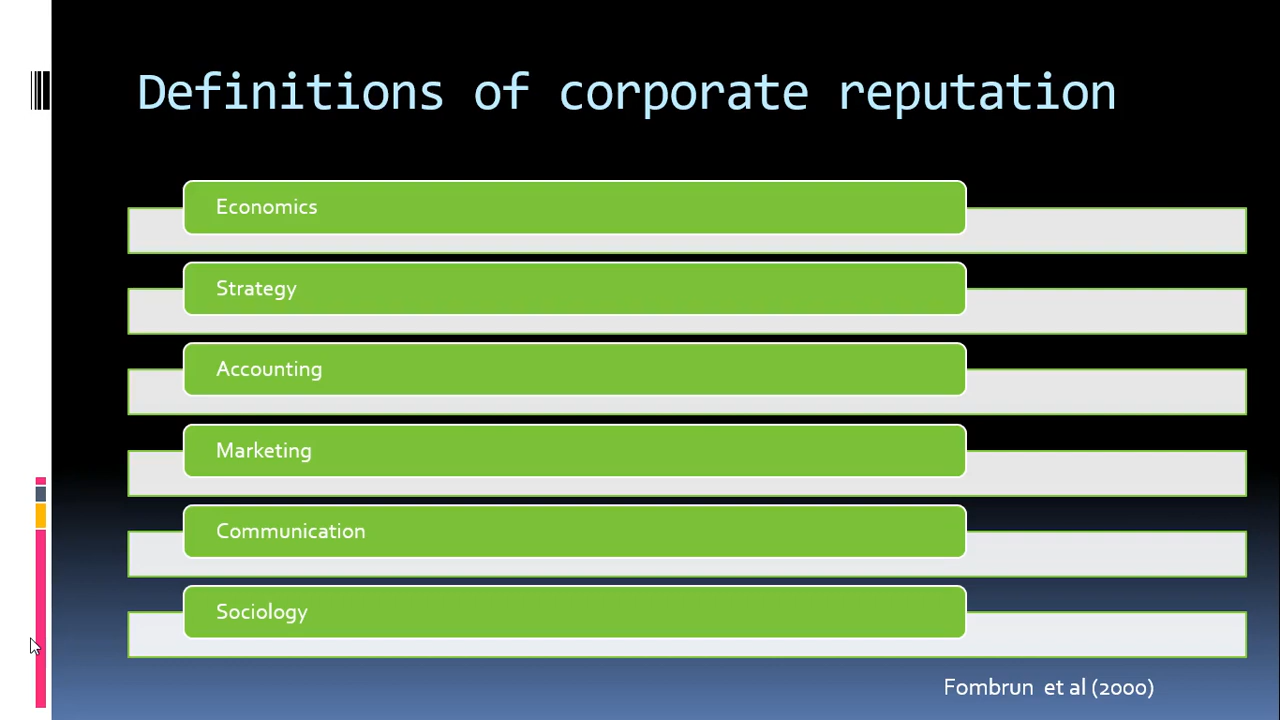 Definitions of corporate reputation
Economics
Strategy
Accounting
Marketing
Communication
Sociology
Fombrun et al (2000)